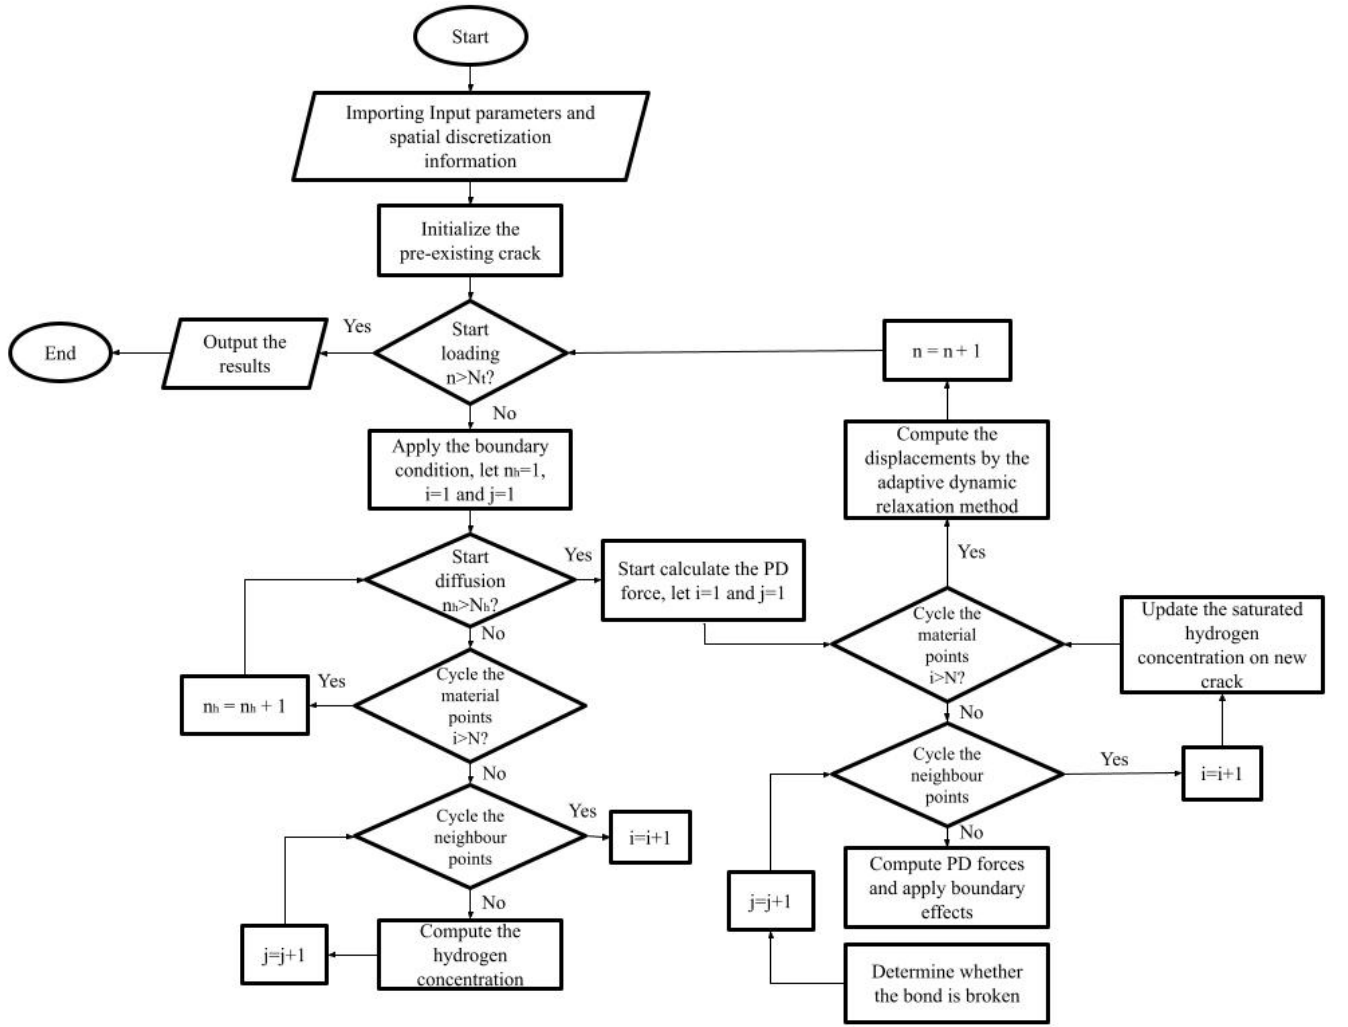 Start
Importing Input parameters and
spatial discretization
information
Initialize the
pre-existing crack
Start
loading
n>Nt?
Yes
Output the
results
End
n = n + 1
No
Apply the boundary
condition, let nh=1,
i=1 and j=1
Start
diffusion
nh>Nh?
Yes
Start calculate the PD
force, let i=1 and j=1
No
Cycle the
material
points
i>N?
Yes
nh = nh + 1
No
Cycle the
neighbour
points
Yes
i=i+1
No
Compute the
hydrogen
concentration
j=j+1
Compute the
displacements by the
adaptive dynamic
relaxation method
Yes
Cycle the
material
points
i>N?
Update the saturated
hydrogen
concentration on new
crack
No
Cycle the
neighbour
points
Yes
i=i+1
No
Compute PD forces
and apply boundary
effects
j=j+1
Determine whether
the bond is broken